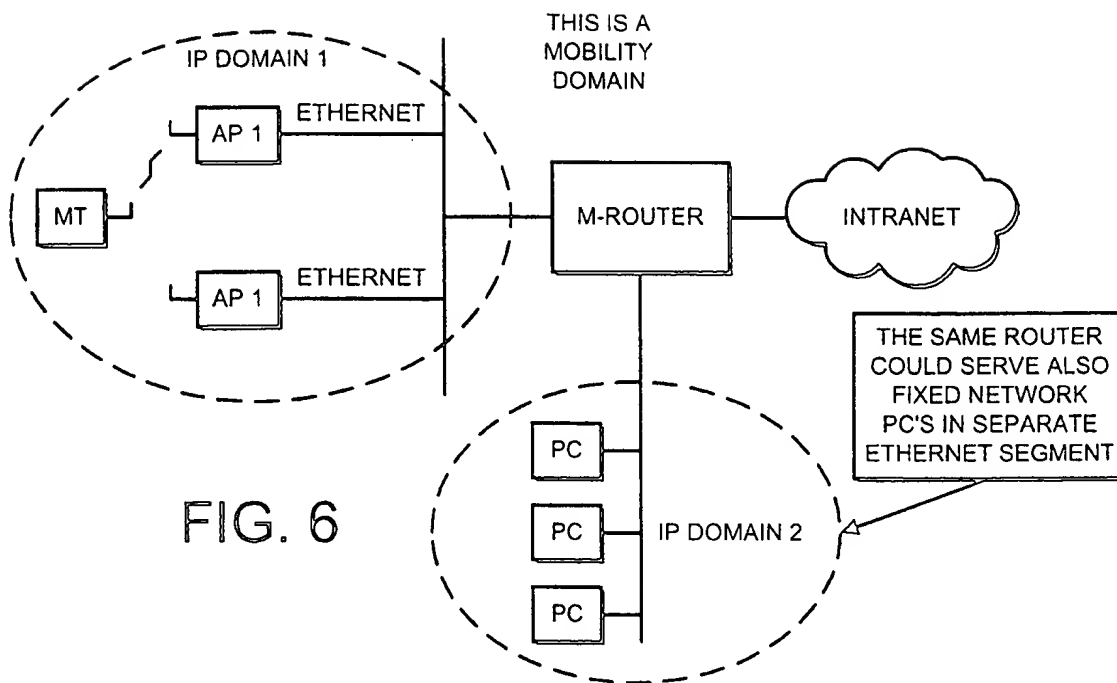 THIS IS A
MOBILITY
DOMAIN
IP DOMAIN 1
ETHERNET
AP 1
MT
M-ROUTER
INTRANET
ETHERNET
AP 1
THE SAME ROUTER
COULD SERVE ALSO
FIXED NETWORK
PC'S IN SEPARATE
ETHERNET SEGMENT
PC
PC
IP DOMAIN 2
PC
FIG. 6